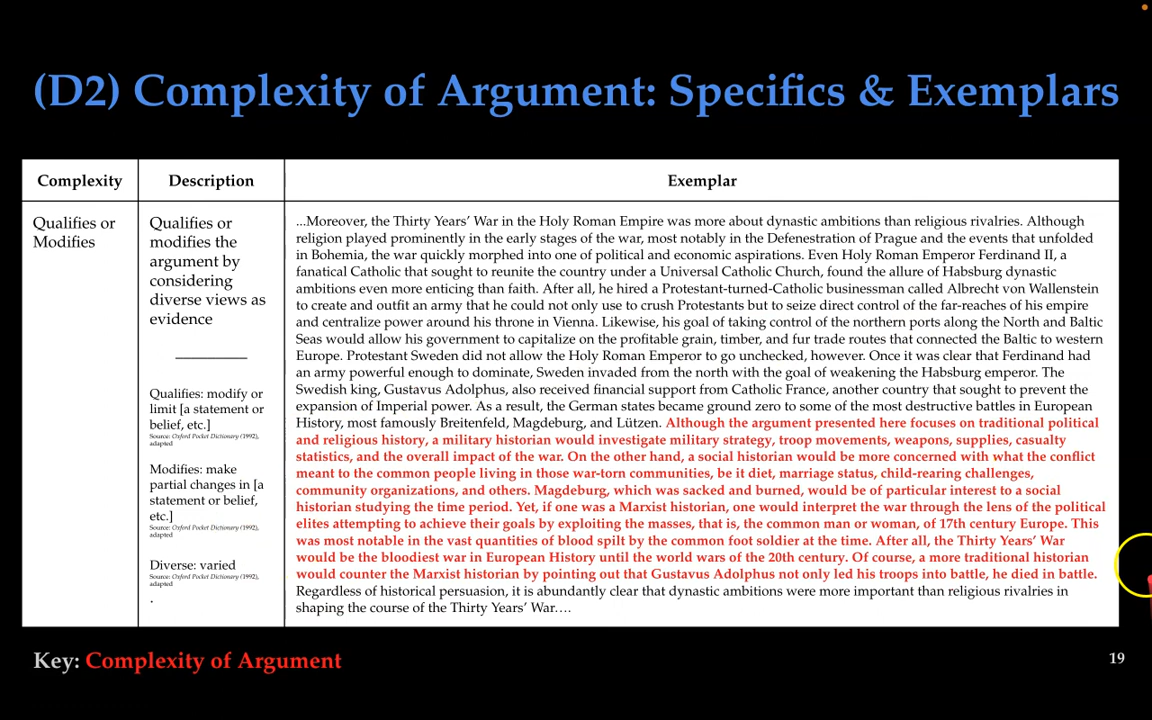 (D2) Complexity of Argument: Specifics & Exemplars
Complexity
Description
Exemplar
Qualifies or
Modifies
Qualifies or
modifies the
argument by
considering
diverse views as
evidence
Qualifies: modify or
limit [a statement or
belief, etc.]
Source: Oxford Pocket Dictionary (1992),
adapted
Modifies: make
partial changes in [a
statement or belief,
etc.]
Source: Oxford Pocket Dictionary (1992),
adapted
Diverse: varied
Source: Oxford Pocket Dictionary (1992),
adapted
.
...Moreover, the Thirty Years' War in the Holy Roman Empire was more about dynastic ambitions than religious rivalries. Although
religion played prominently in the early stages of the war, most notably in the Defenestration of Prague and the events that unfolded
in Bohemia, the war quickly morphed into one of political and economic aspirations. Even Holy Roman Emperor Ferdinand II, a
fanatical Catholic that sought to reunite the country under a Universal Catholic Church, found the allure of Habsburg dynastic
ambitions even more enticing than faith. After all, he hired a Protestant-turned-Catholic businessman called Albrecht von Wallenstein
to create and outfit an army that he could not only use to crush Protestants but to seize direct control of the far-reaches of his empire
and centralize power around his throne in Vienna. Likewise, his goal of taking control of the northern ports along the North and Baltic
Seas would allow his government to capitalize on the profitable grain, timber, and fur trade routes that connected the Baltic to western
Europe. Protestant Sweden did not allow the Holy Roman Emperor to go unchecked, however. Once it was clear that Ferdinand had
an army powerful enough to dominate, Sweden invaded from the north with the goal of weakening the Habsburg emperor. The
Swedish king, Gustavus Adolphus, also received financial support from Catholic France, another country that sought to prevent the
expansion of Imperial power. As a result, the German states became ground zero to some of the most destructive battles in European
History, most famously Breitenfeld, Magdeburg, and Lützen. Although the argument presented here focuses on traditional political
and religious history, a military historian would investigate military strategy, troop movements, weapons, supplies, casualty
statistics, and the overall impact of the war. On the other hand, a social historian would be more concerned with what the conflict
meant to the common people living in those war-torn communities, be it diet, marriage status, child-rearing challenges,
community organizations, and others. Magdeburg, which was sacked and burned, would be of particular interest to a social
historian studying the time period. Yet, if one was a Marxist historian, one would interpret the war through the lens of the political
elites attempting to achieve their goals by exploiting the masses, that is, the common man or woman, of 17th century Europe. This
was most notable in the vast quantities of blood spilt by the common foot soldier at the time. After all, the Thirty Years' War
would be the bloodiest war in European History until the world wars of the 20th century. Of course, a more traditional historian
would counter the Marxist historian by pointing out that Gustavus Adolphus not only led his troops into battle, he died in battle.
Regardless of historical persuasion, it is abundantly clear that dynastic ambitions were more important than religious rivalries in
shaping the course of the Thirty Years' War….
Key: Complexity of Argument
19